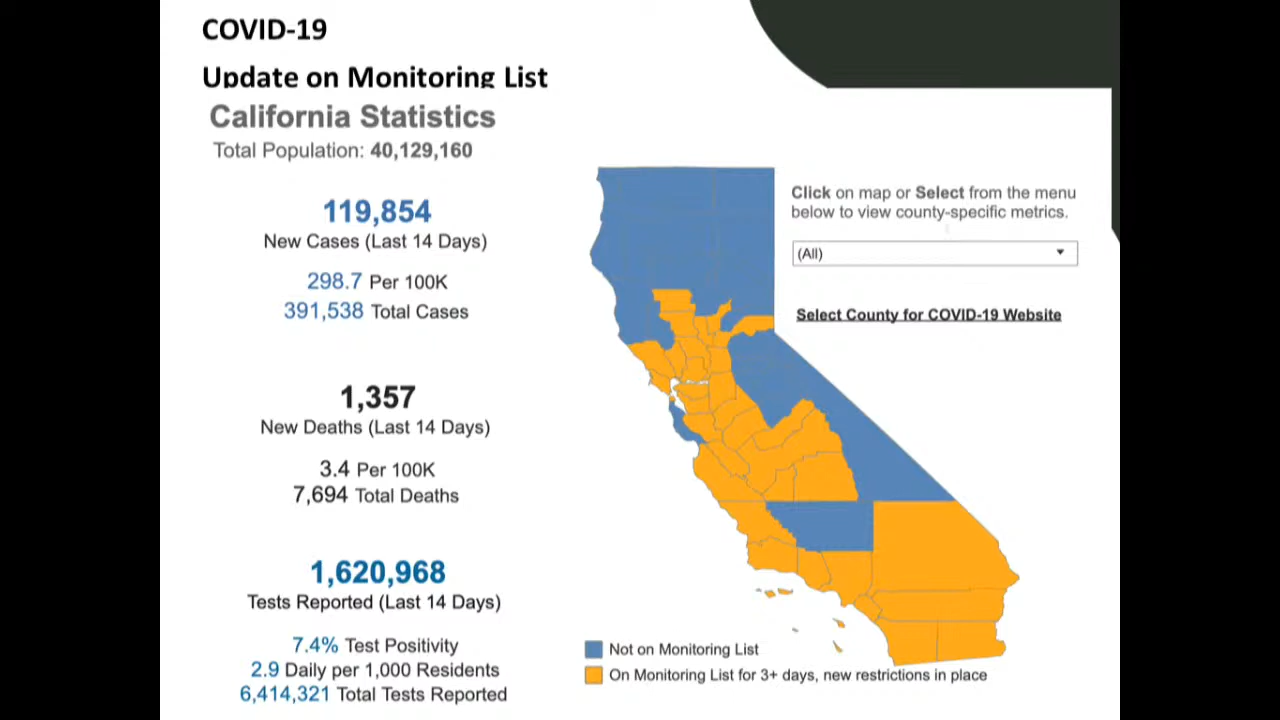 COVID-19
Update on Monitoring List
California Statistics
Total Population: 40,129,160
119,854
New Cases (Last 14 Days)
298.7 Per 100K
391,538 Total Cases
1,357
New Deaths (Last 14 Days)
3.4 Per 100K
7,694 Total Deaths
1,620,968
Tests Reported (Last 14 Days)
7.4% Test Positivity
2.9 Daily per 1,000 Residents
6,414,321 Total Tests Reported
Click on map or Select from the menu
below to view county-specific metrics.
(All)
Select County for COVID-19 Website
Not on Monitoring List
On Monitoring List for 3+ days, new restrictions in place